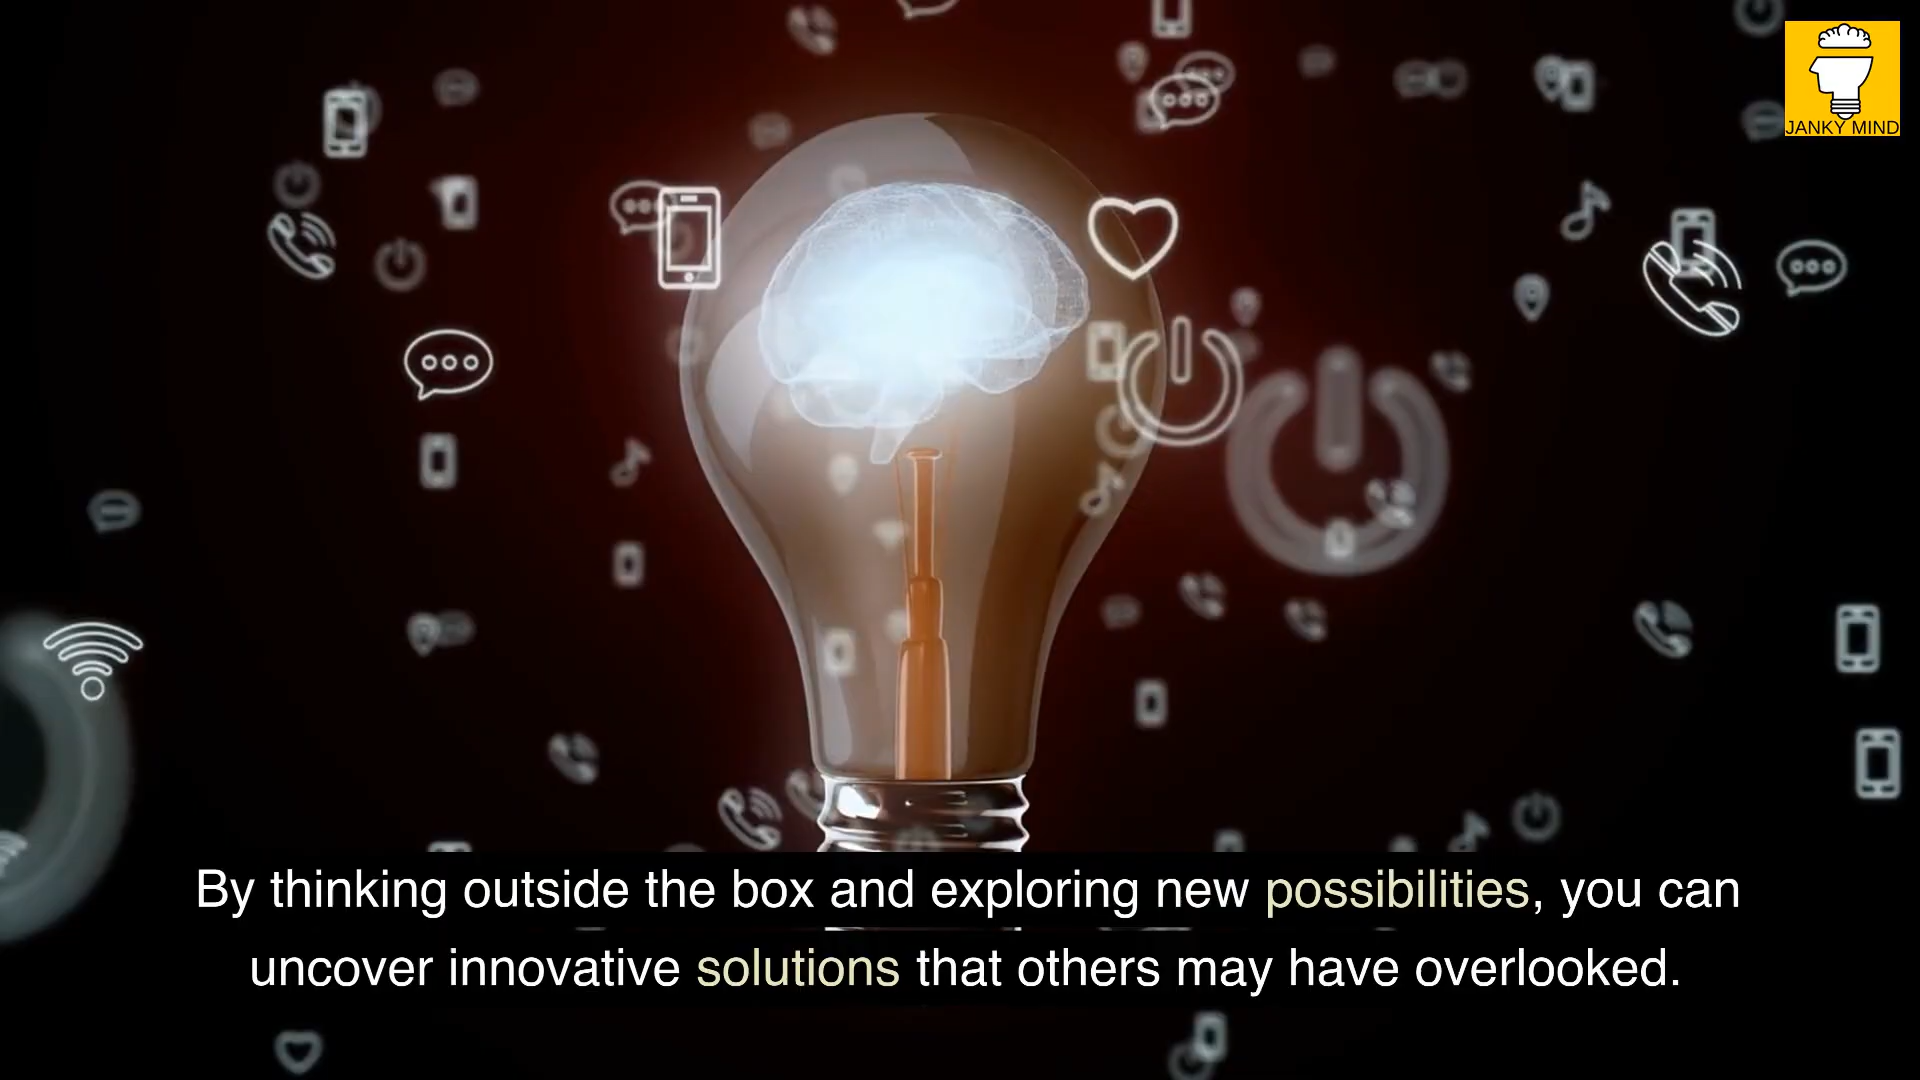 JANKY MIND
By thinking outside the box and exploring new possibilities, you can
uncover innovative solutions that others may have overlooked.